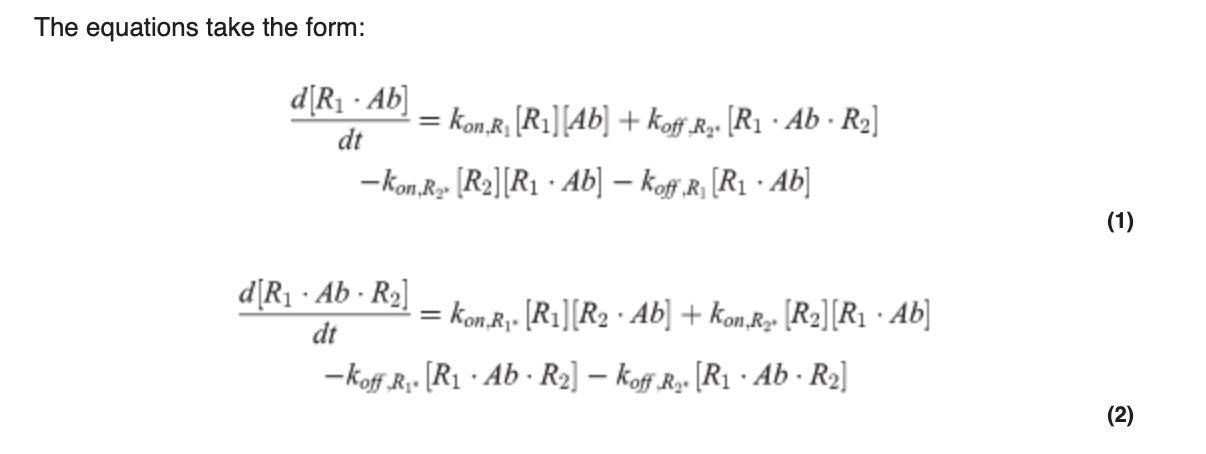 The equations take the form:
d[R₁ · Ab]/dt = k_{on,R₁}[R₁][Ab] + k_{off,R₂*}[R₁ · Ab · R₂]
−k_{on,R₂*}[R₂][R₁ · Ab] − k_{off,R₁}[R₁ · Ab]
(1)
d[R₁ · Ab · R₂]/dt = k_{on,R₁*}[R₁][R₂ · Ab] + k_{on,R₂*}[R₂][R₁ · Ab]
−k_{off,R₁*}[R₁ · Ab · R₂] − k_{off,R₂*}[R₁ · Ab · R₂]
(2)